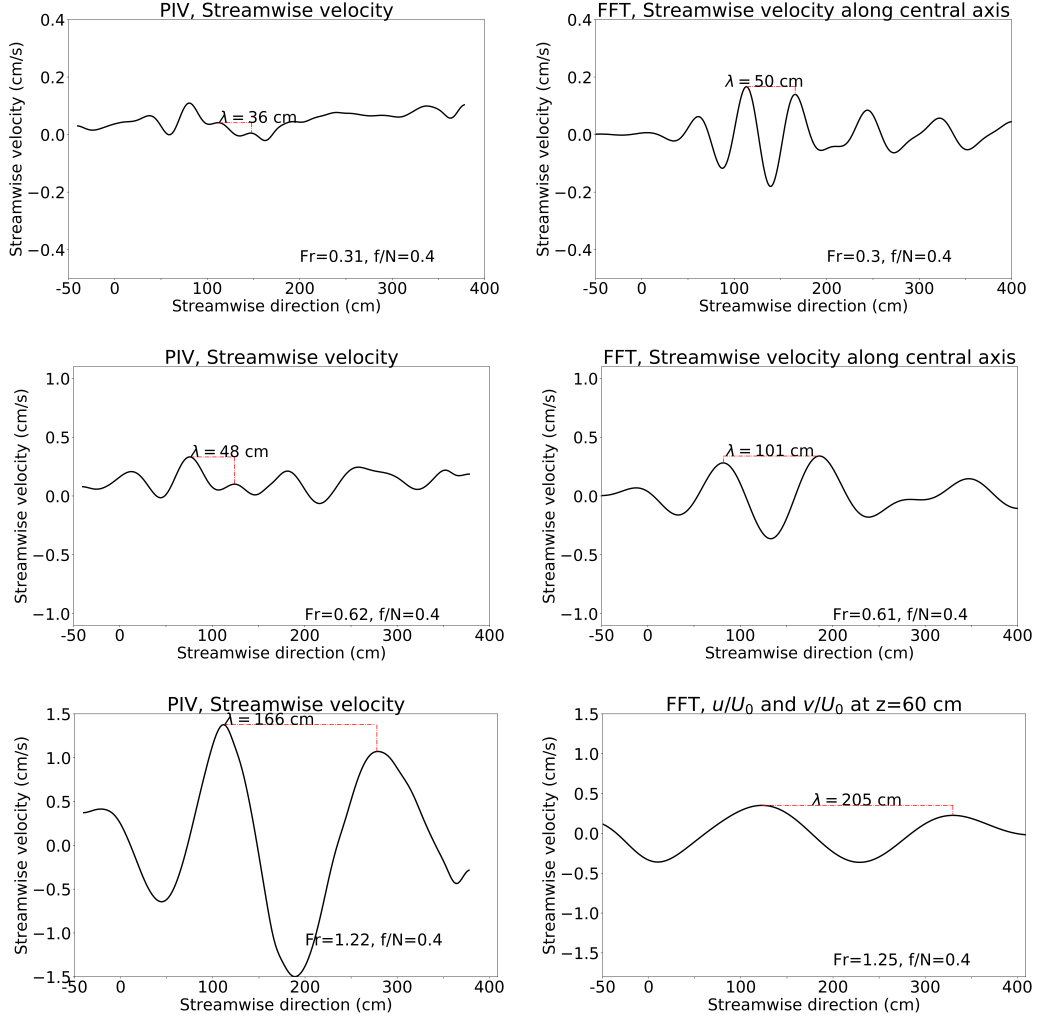 PIV, Streamwise velocity
0.4
0.2
0.0
−0.2
−0.4
Streamwise velocity (cm/s)
λ = 36 cm
Fr=0.31, f/N=0.4
-50 0 100 200 300 400
Streamwise direction (cm)
FFT, Streamwise velocity along central axis
0.4
0.2
0.0
−0.2
−0.4
Streamwise velocity (cm/s)
λ = 50 cm
Fr=0.3, f/N=0.4
-50 0 100 200 300 400
Streamwise direction (cm)
PIV, Streamwise velocity
1.0
0.5
0.0
−0.5
−1.0
Streamwise velocity (cm/s)
λ = 48 cm
Fr=0.62, f/N=0.4
-50 0 100 200 300 400
Streamwise direction (cm)
FFT, Streamwise velocity along central axis
1.0
0.5
0.0
−0.5
−1.0
Streamwise velocity (cm/s)
λ = 101 cm
Fr=0.61, f/N=0.4
-50 0 100 200 300 400
Streamwise direction (cm)
PIV, Streamwise velocity
1.5
1.0
0.5
0.0
−0.5
−1.0
−1.5
Streamwise velocity (cm/s)
λ = 166 cm
Fr=1.22, f/N=0.4
-50 0 100 200 300 400
Streamwise direction (cm)
FFT, u/U₀ and v/U₀ at z=60 cm
1.5
1.0
0.5
0.0
−0.5
−1.0
−1.5
Streamwise velocity (cm/s)
λ = 205 cm
Fr=1.25, f/N=0.4
-50 0 100 200 300 400
Streamwise direction (cm)